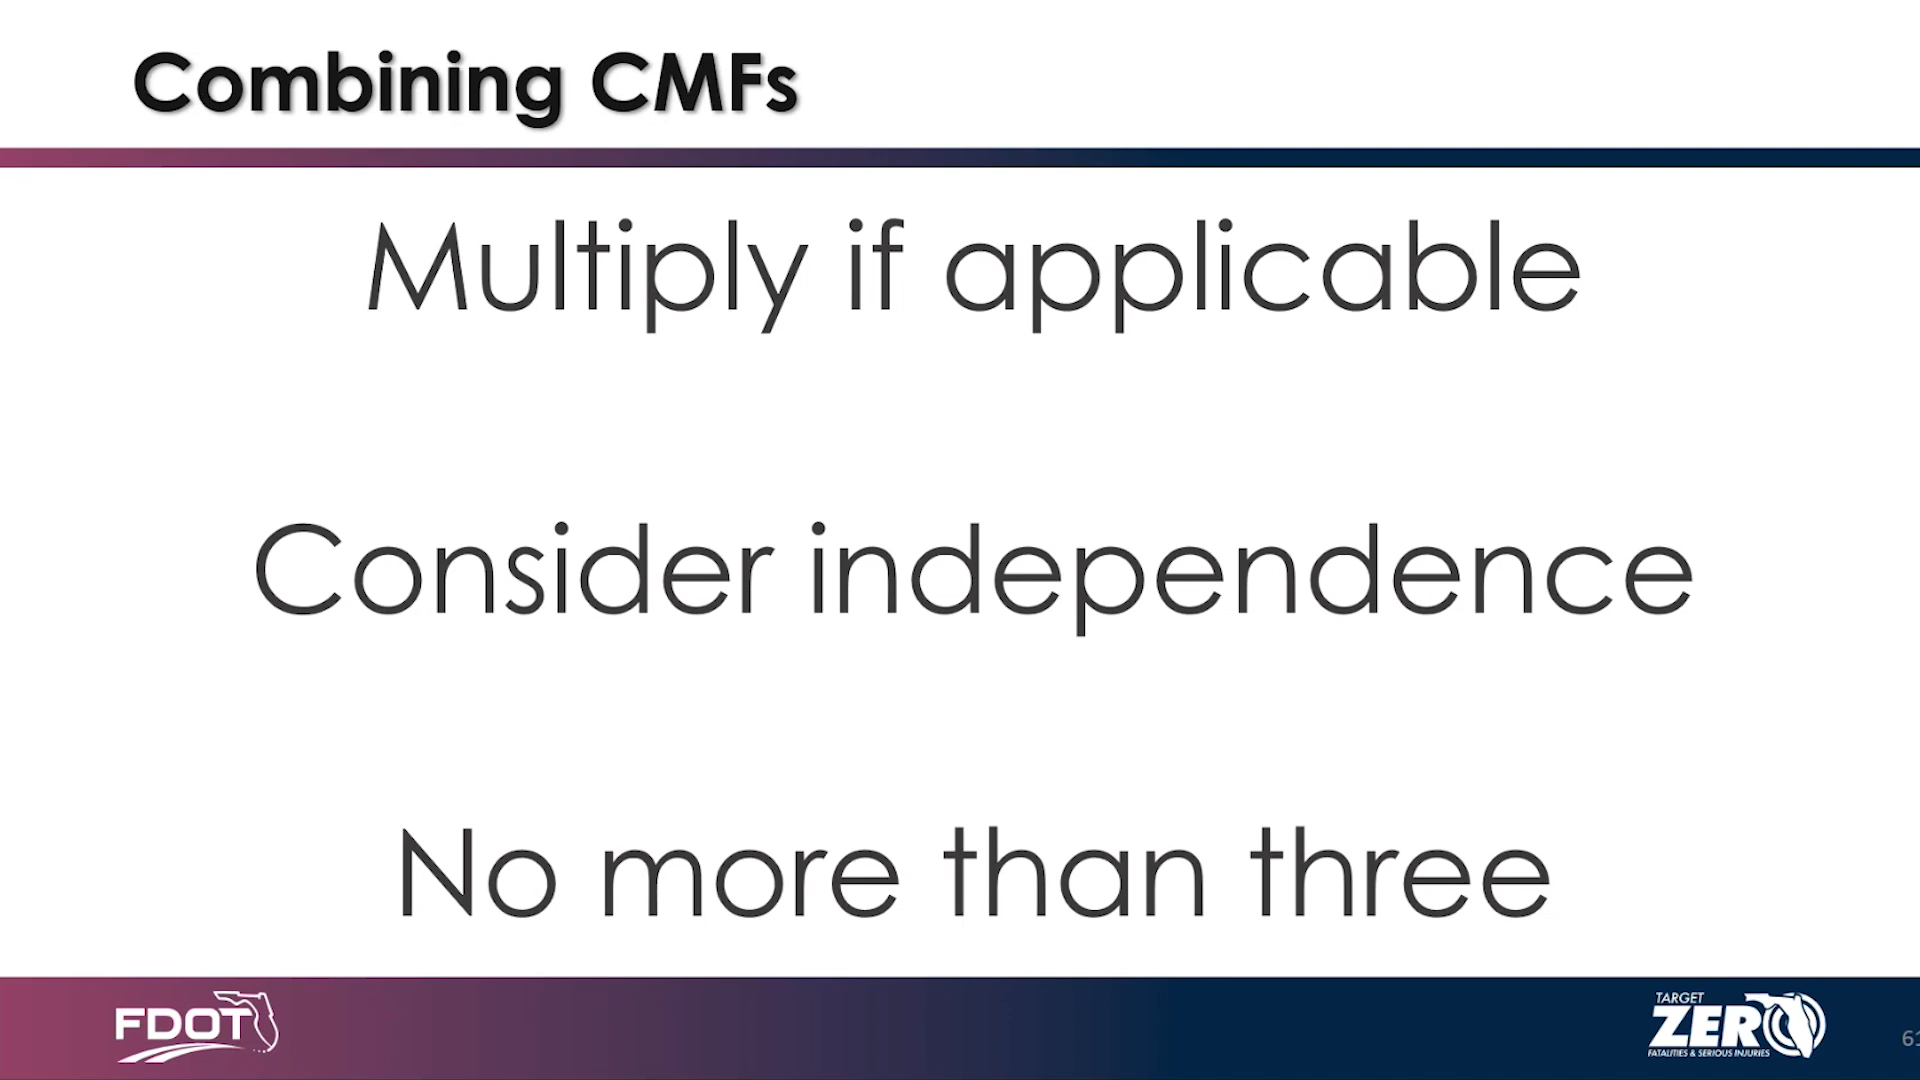 Combining CMFs
Multiply if applicable
Consider independence
No more than three
FDOT
TARGET
ZERO
FATALITIES & SERIOUS INJURIES